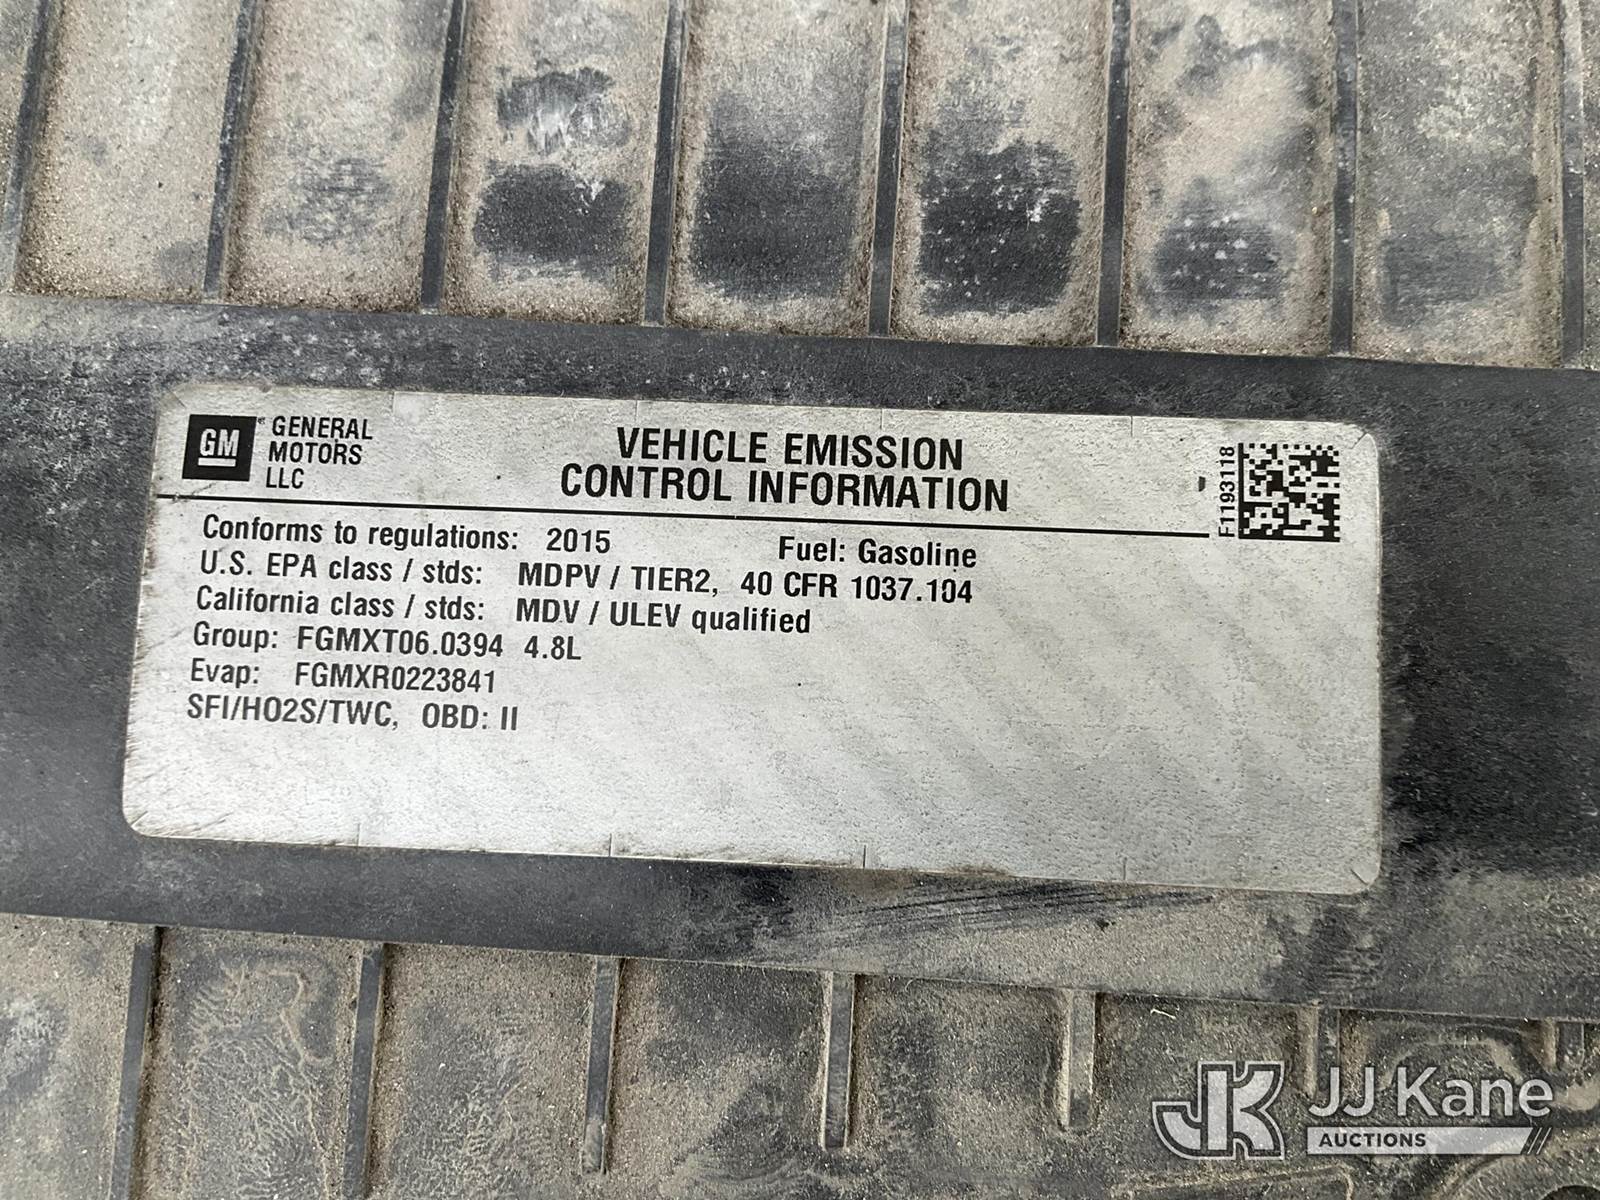 GM
GENERAL
MOTORS
LLC
VEHICLE EMISSION
CONTROL INFORMATION
F1193118
Conforms to regulations: 2015 Fuel: Gasoline
U.S. EPA class / stds: MDPV / TIER2, 40 CFR 1037.104
California class / stds: MDV / ULEV qualified
Group: FGMXT06.0394 4.8L
Evap: FGMXR0223841
SFI/HO2S/TWC, OBD: II
JK JJ Kane
AUCTIONS